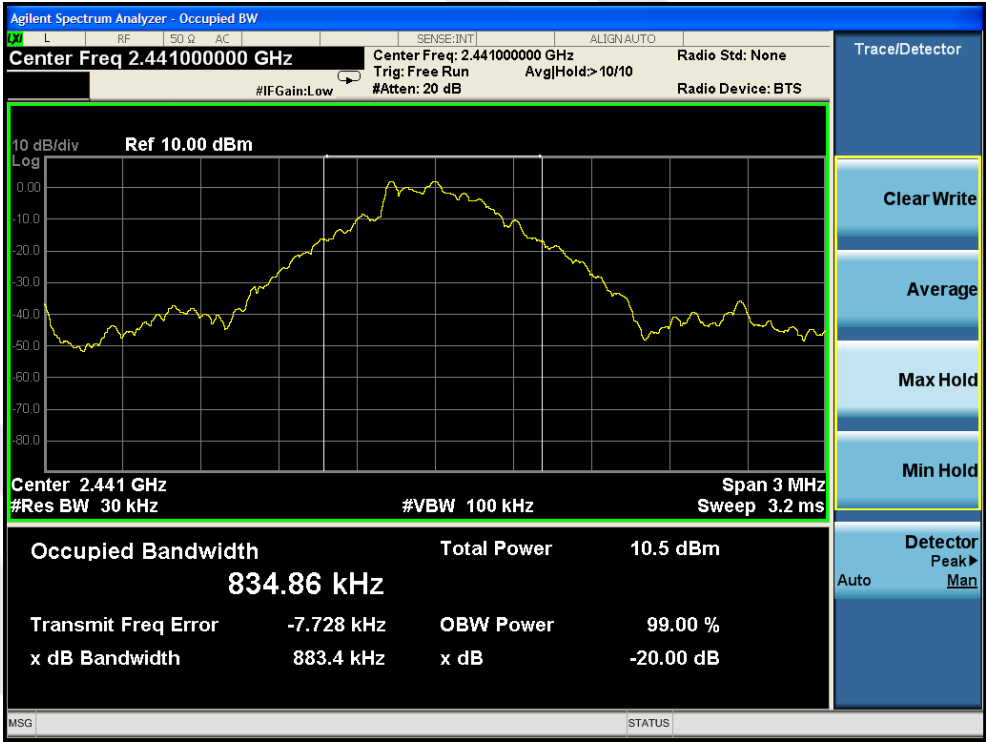 Agilent Spectrum Analyzer - Occupied BW
LXI L RF 50 Ω AC SENSE:INT ALIGN AUTO
Center Freq 2.441000000 GHz
Center Freq: 2.441000000 GHz
Radio Std: None
Trig: Free Run Avg|Hold:> 10/10
#IFGain:Low
#Atten: 20 dB
Radio Device: BTS
Trace/Detector
10 dB/div Ref 10.00 dBm
Log
0.00
-10.0
-20.0
-30.0
-40.0
-50.0
-60.0
-70.0
-80.0
Center 2.441 GHz
Span 3 MHz
#Res BW 30 kHz
#VBW 100 kHz
Sweep 3.2 ms
Occupied Bandwidth
834.86 kHz
Total Power 10.5 dBm
Transmit Freq Error -7.728 kHz
OBW Power 99.00 %
x dB Bandwidth 883.4 kHz
x dB -20.00 dB
Clear Write
Average
Max Hold
Min Hold
Detector
Peak▶
Auto Man
MSG STATUS